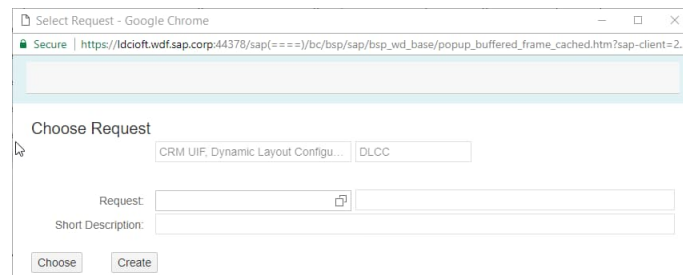 Select Request - Google Chrome
Secure | https://ldcioft.wdf.sap.corp:44378/sap(====)/bc/bsp/sap/bsp_wd_base/popup_buffered_frame_cached.htm?sap-client=2.
Choose Request
CRM UIF, Dynamic Layout Configu... DLCC
Request:
Short Description:
Choose Create